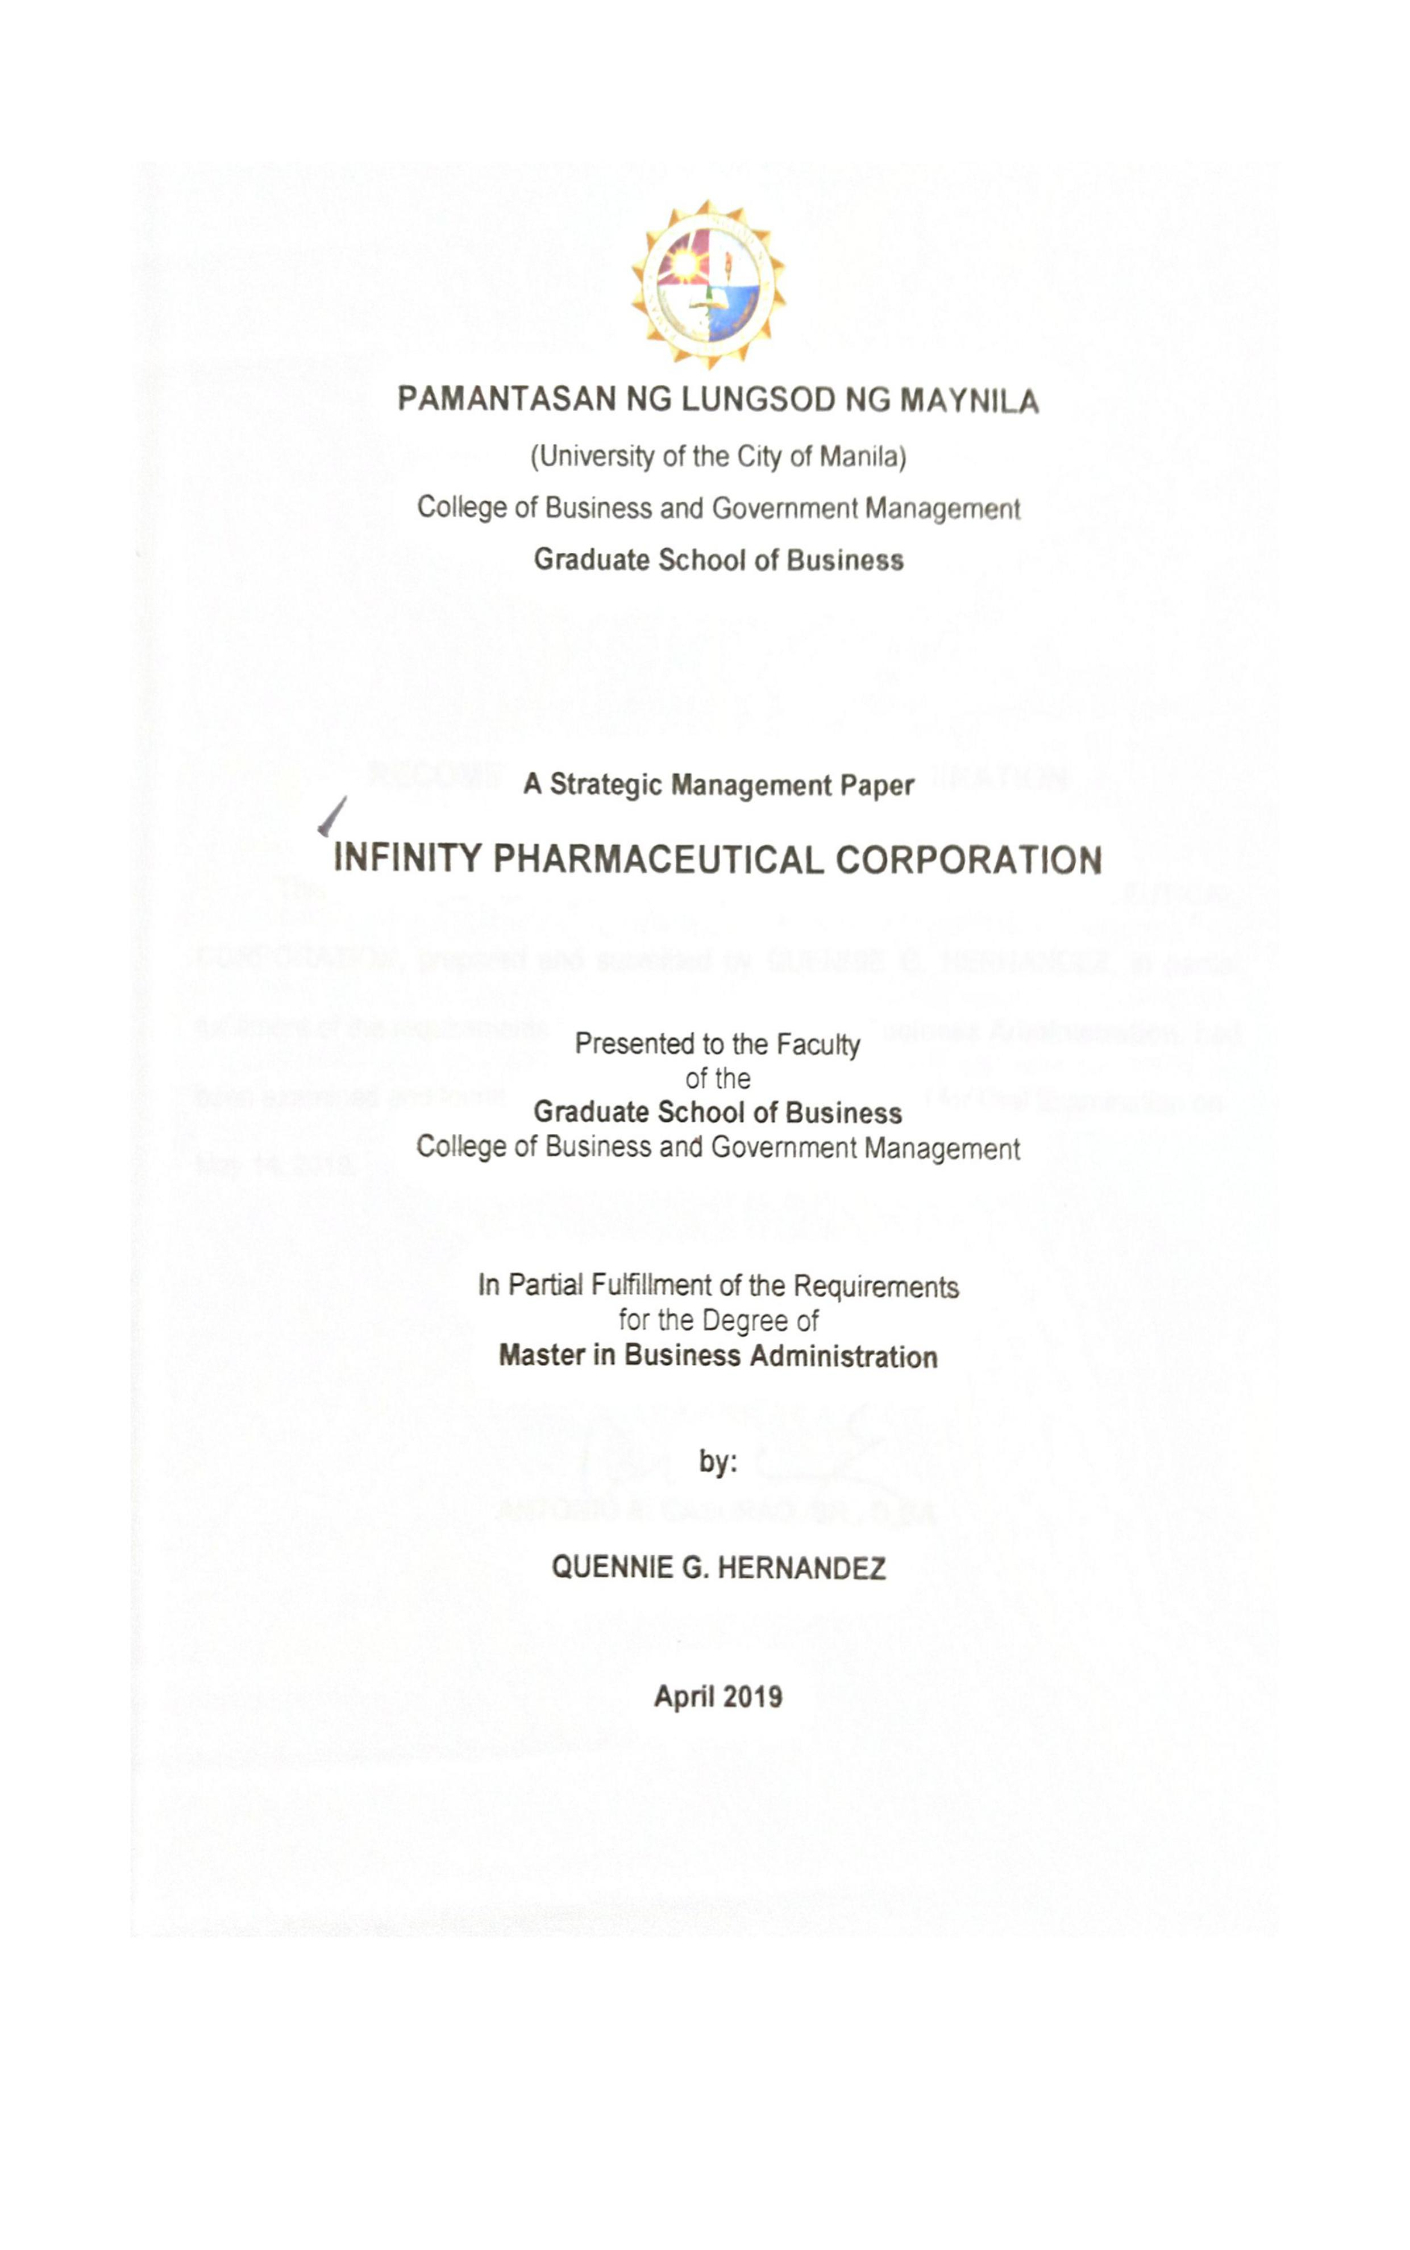 PAMANTASAN NG LUNGSOD NG MAYNILA
(University of the City of Manila)
College of Business and Government Management
Graduate School of Business
A Strategic Management Paper
INFINITY PHARMACEUTICAL CORPORATION
Presented to the Faculty
of the
Graduate School of Business
College of Business and Government Management
In Partial Fulfillment of the Requirements
for the Degree of
Master in Business Administration
by:
QUENNIE G. HERNANDEZ
April 2019